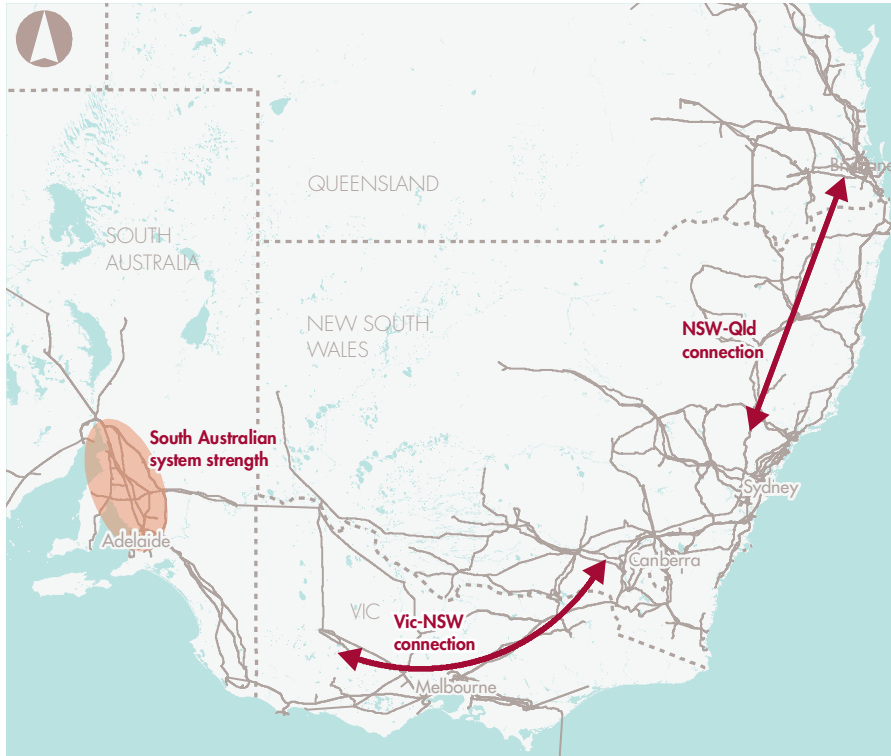 Brisbane
QUEENSLAND
SOUTH
AUSTRALIA
NEW SOUTH
WALES
NSW-Qld
connection
South Australian
system strength
Sydney
Adelaide
Canberra
VIC
Vic-NSW
connection
Melbourne